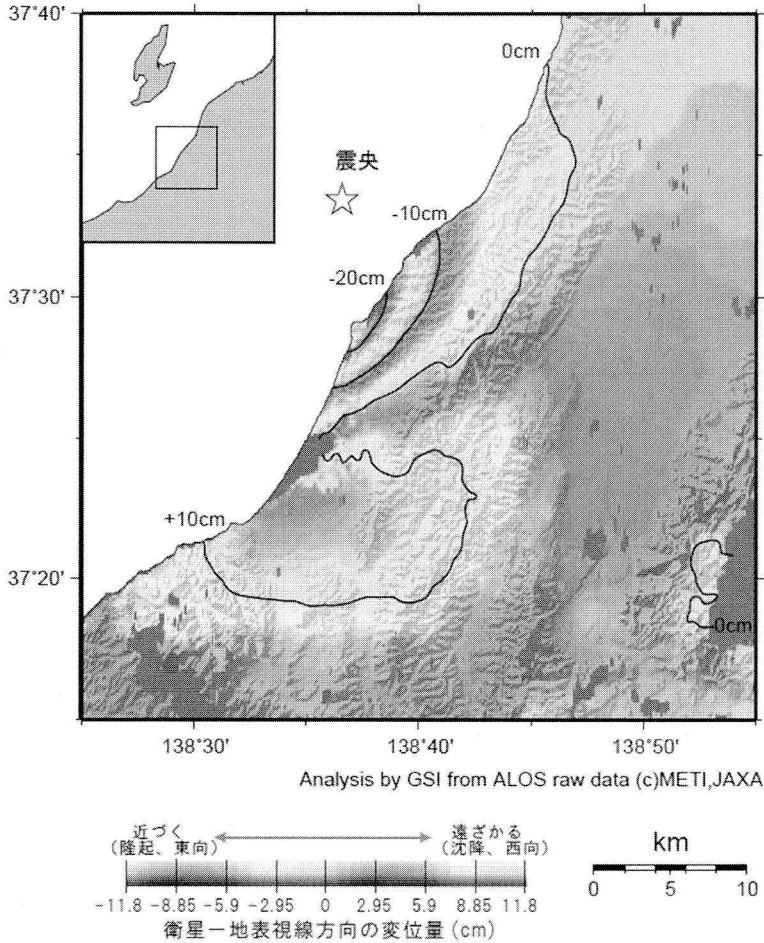 37°40'
0cm
震央
-10cm
-20cm
37°30'
+10cm
37°20'
0cm
138°30'
138°40'
138°50'
Analysis by GSI from ALOS raw data (c)METI,JAXA
近づく
(隆起、東向)
遠ざかる
(沈降、西向)
-11.8 -8.85 -5.9 -2.95 0 2.95 5.9 8.85 11.8
衛星－地表視線方向の変位量 (cm)
km
0 5 10